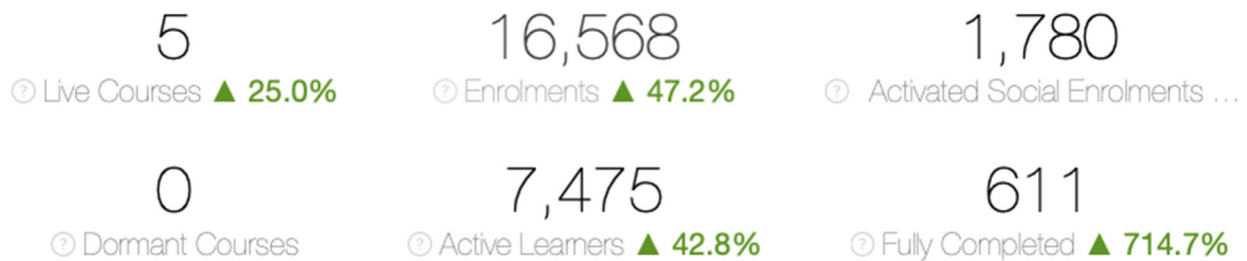 5 16,568 1,780
? Live Courses ▲ 25.0% ? Enrolments ▲ 47.2% ? Activated Social Enrolments ...
0 7,475 611
? Dormant Courses ? Active Learners ▲ 42.8% ? Fully Completed ▲ 714.7%